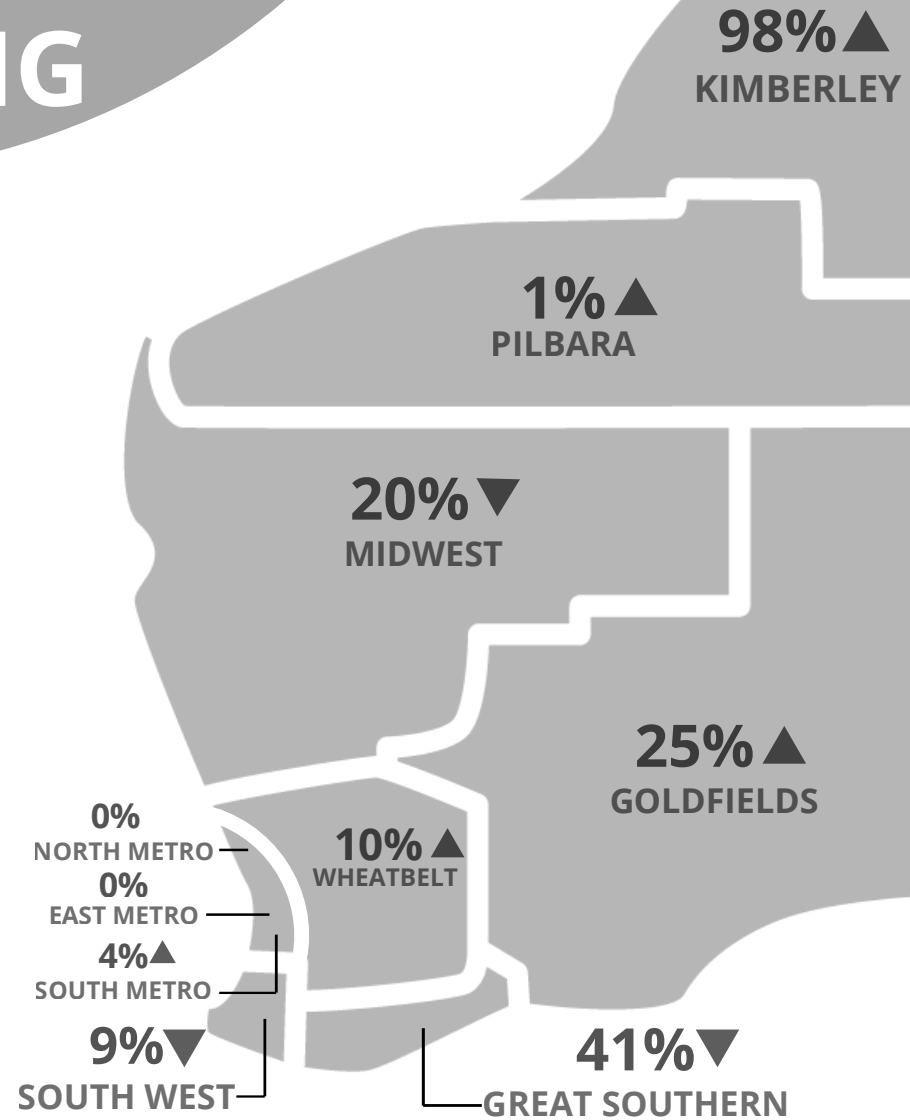 98% ▲
KIMBERLEY
1% ▲
PILBARA
20% ▼
MIDWEST
25% ▲
GOLDFIELDS
0%
NORTH METRO
10% ▲
WHEATBELT
0%
EAST METRO
4% ▲
SOUTH METRO
9% ▼
SOUTH WEST
41% ▼
GREAT SOUTHERN